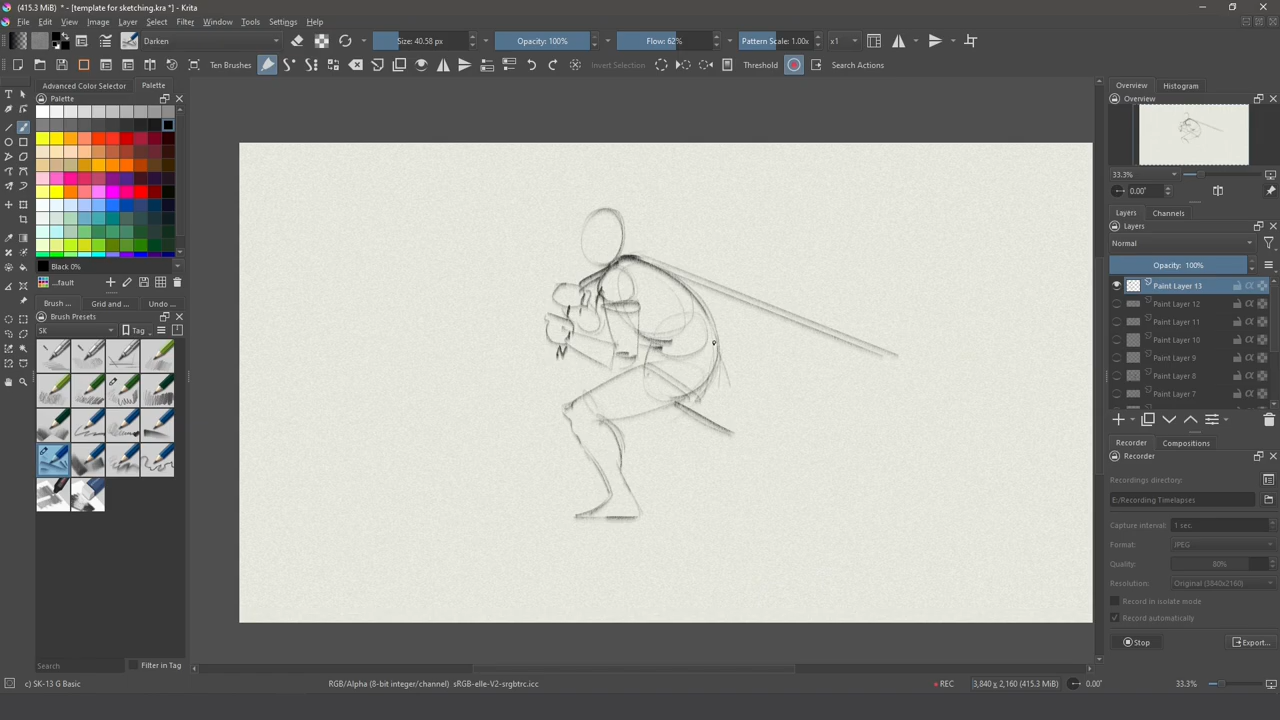 (415.3 MiB) * - [template for sketching.kra *] - Krita
File Edit View Image Layer Select Filter Window Tools Settings Help
Darken Size: 40.58 px Opacity: 100% Flow: 62% Pattern Scale: 1.00x x1
Ten Brushes Invert Selection Threshold Search Actions
Advanced Color Selector Palette
Palette
Black 0%
...fault
Brush ... Grid and ... Undo ...
Brush Presets
SK Tag
Search Filter in Tag
Overview Histogram
Overview
33.3%
0.00°
Layers Channels
Layers
Normal
Opacity: 100%
Paint Layer 13
Paint Layer 12
Paint Layer 11
Paint Layer 10
Paint Layer 9
Paint Layer 8
Paint Layer 7
Recorder Compositions
Recorder
Recordings directory:
E:/Recording Timelapses
Capture interval: 1 sec.
Format: JPEG
Quality: 80%
Resolution: Original (3840x2160)
Record in isolate mode
Record automatically
Stop Export...
c) SK-13 G Basic RGB/Alpha (8-bit integer/channel) sRGB-elle-V2-srgbtrc.icc REC 3,840 x 2,160 (415.3 MiB) 0.00° 33.3%